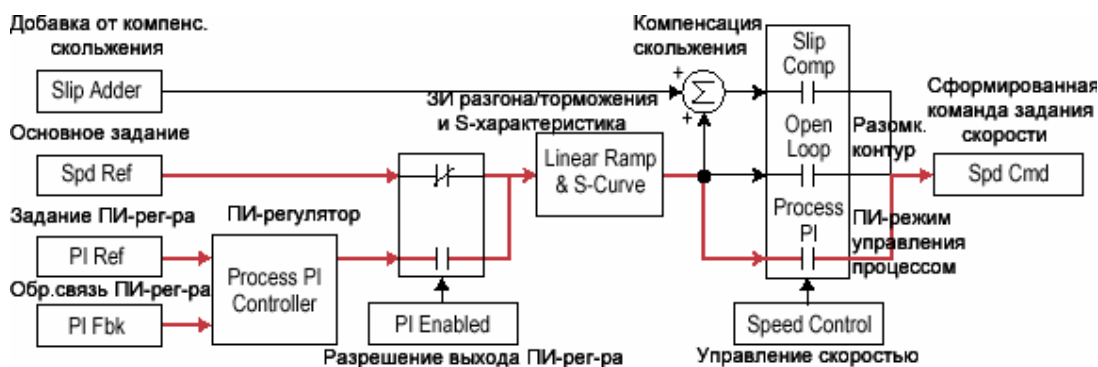 Добавка от компенс.
скольжения
Slip Adder
Основное задание
Spd Ref
Задание ПИ-рег-ра
PI Ref
Обр.связь ПИ-рег-ра
PI Fbk
ПИ-регулятор
Process PI
Controller
PI Enabled
Разрешение выхода ПИ-рег-ра
ЗИ разгона/торможения
и S-характеристика
Linear Ramp
& S-Curve
Компенсация
скольжения
+
Σ
+
Slip
Comp
Open
Loop
Process
PI
Speed Control
Управление скоростью
Разомк.
контур
ПИ-режим
управления
процессом
Сформированная
команда задания
скорости
Spd Cmd